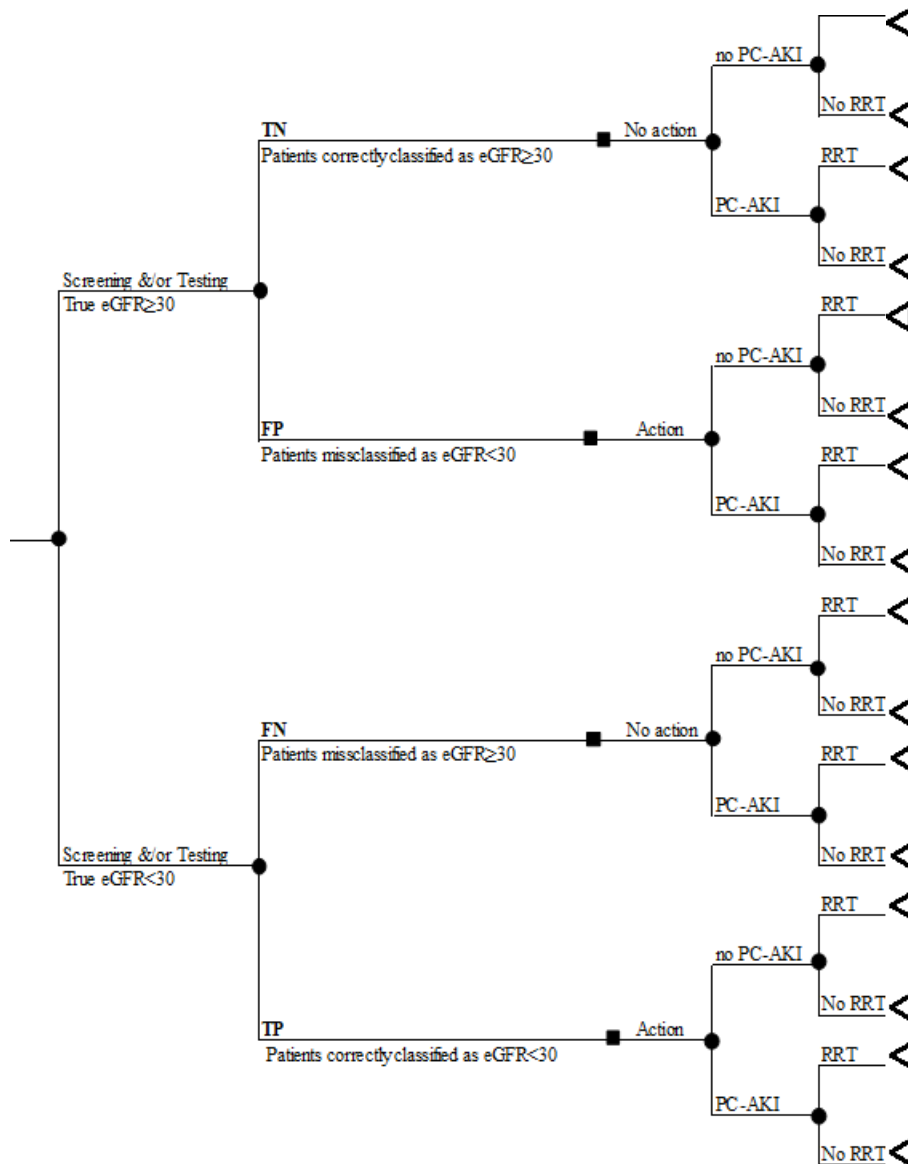 no PC-AKI
No RRT
TN
No action
Patients correctly classified as eGFR≥30
RRT
PC-AKI
No RRT
Screening &/or Testing
True eGFR≥30
RRT
no PC-AKI
No RRT
FP
Action
Patients missclassified as eGFR<30
RRT
PC-AKI
No RRT
RRT
no PC-AKI
No RRT
FN
No action
Patients missclassified as eGFR≥30
RRT
PC-AKI
No RRT
Screening &/or Testing
True eGFR<30
RRT
no PC-AKI
No RRT
TP
Action
Patients correctly classified as eGFR<30
RRT
PC-AKI
No RRT